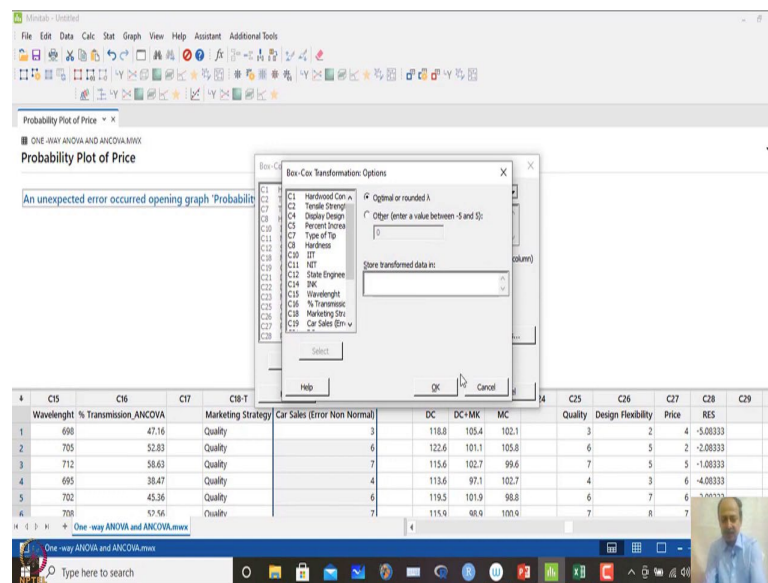 Minitab - Untitled
File Edit Data Calc Stat Graph View Help Assistant Additional Tools
Probability Plot of Price
ONE -WAY ANOVA AND ANCOVA.MWX
Probability Plot of Price
An unexpected error occurred opening graph 'Probabilit
Box-C
Box-Cox Transformation: Options
C1 Hardwood Con
C2 Tensile Strengt
C4 Display Design
C5 Percent Increa
C7 Type of Tip
C8 Hardness
C10 IIT
C11 NIT
C12 State Enginee
C14 INK
C15 Wavelenght
C16 % Transmissic
C18 Marketing Stra
C19 Car Sales (Erro
Optimal or rounded λ
Other (enter a value between -5 and 5):
0
Store transformed data in:
column)
Select
Help
OK
Cancel
C15 C16 C17 C18-T C25 C26 C27 C28 C29
Wavelenght % Transmission_ANCOVA Marketing Strategy Car Sales (Error Non Normal) DC DC+MK MC Quality Design Flexibility Price RES
1 698 47.16 Quality 3 118.8 105.4 102.1 3 2 4 -5.08333
2 705 52.83 Quality 6 122.6 101.1 105.8 6 5 2 -2.08333
3 712 58.63 Quality 7 115.6 102.7 99.6 7 5 5 -1.08333
4 695 38.47 Quality 4 113.6 97.1 102.7 4 3 6 -4.08333
5 702 45.36 Quality 6 119.5 101.9 98.8 6 7 6
6 708 52.56 Quality 7 115.9 98.9 100.9 7 8 7
One -way ANOVA and ANCOVA.mwx
One -way ANOVA and ANCOVA.mwx
NPTEL
Type here to search